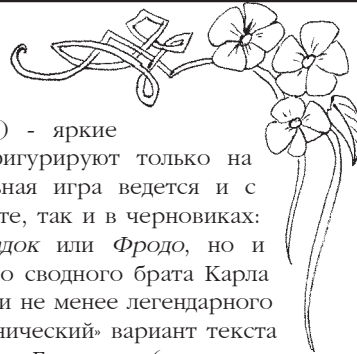 ) - яркие
фигурируют только на
ная игра ведется и с
те, так и в черновиках:
док или Фродо, но и
о сводного брата Карла
и не менее легендарного
нический» вариант текста